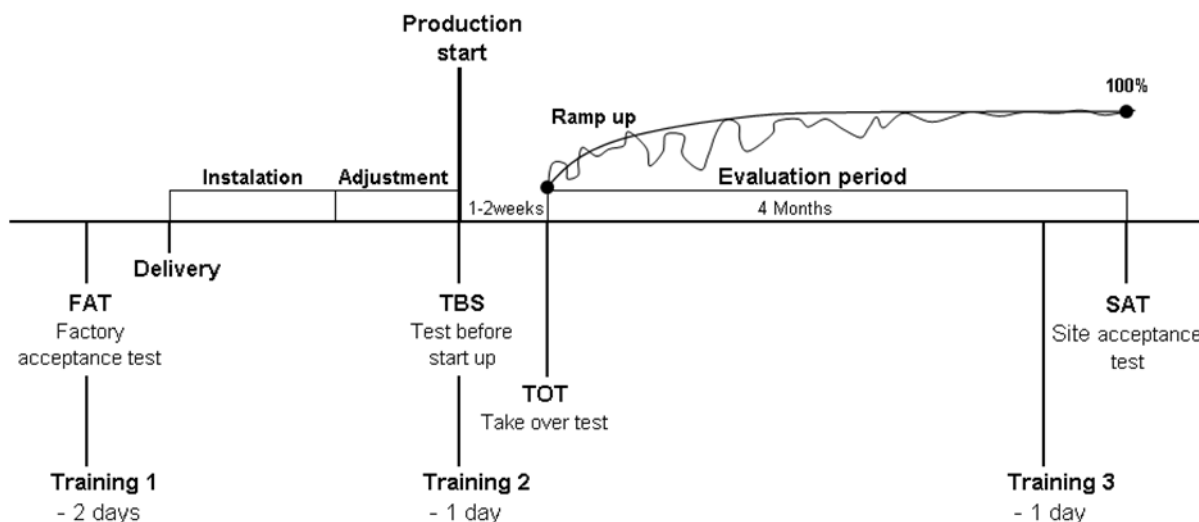 Production
start
100%
Ramp up
Instalation
Adjustment
Evaluation period
1-2weeks
4 Months
Delivery
FAT
Factory
acceptance test
TBS
Test before
start up
SAT
Site acceptance
test
TOT
Take over test
Training 1
- 2 days
Training 2
- 1 day
Training 3
- 1 day